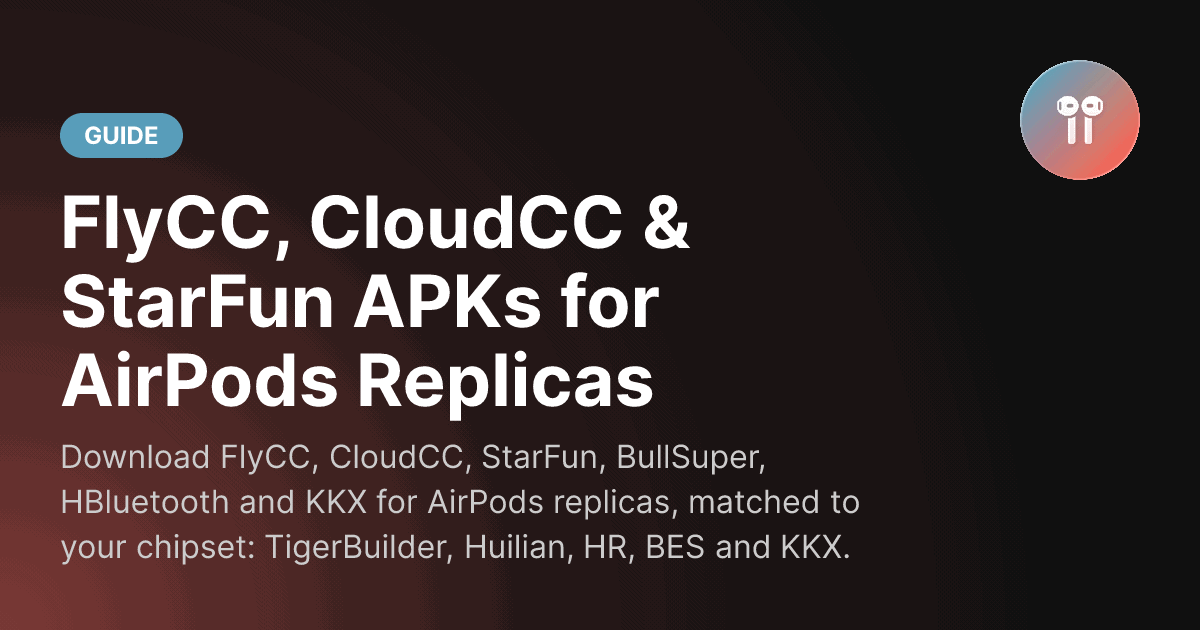 GUIDE
FlyCC, CloudCC &
StarFun APKs for
AirPods Replicas
Download FlyCC, CloudCC, StarFun, BullSuper,
HBluetooth and KKX for AirPods replicas, matched to
your chipset: TigerBuilder, Huilian, HR, BES and KKX.